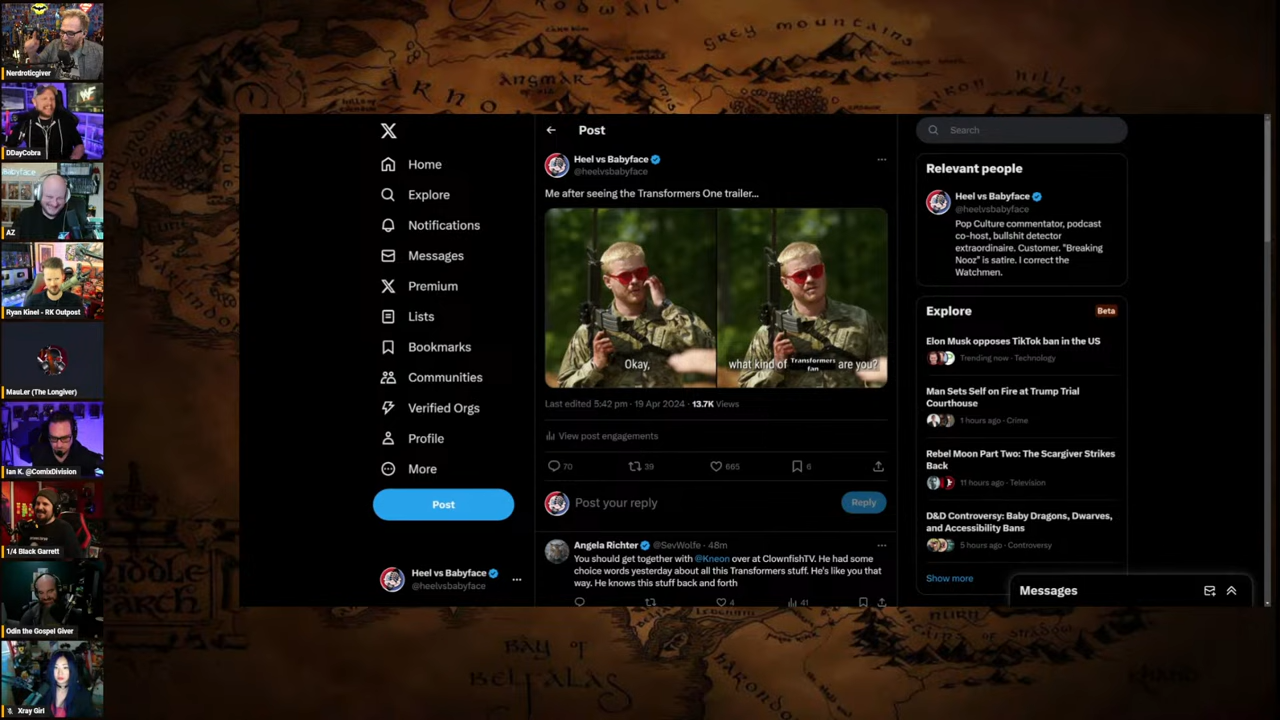 Nerdroticgiver
DDayCobra
AZ
Ryan Kinel - RK Outpost
MauLer (The Longiver)
Ian K. @ComixDivision
1/4 Black Garrett
Odin the Gospel Giver
Xray Girl
GREY MOUNTAINS
ANGMAR
IRON HILLS
BAY OF
BELFALAS
KHAND
Home
Explore
Notifications
Messages
Premium
Lists
Bookmarks
Communities
Verified Orgs
Profile
More
Post
Heel vs Babyface
@heelvsbabyface
Post
Heel vs Babyface
@heelvsbabyface
Me after seeing the Transformers One trailer...
Okay,
what kind of Transformers fan are you?
Last edited 5:42 pm · 19 Apr 2024 · 13.7K Views
View post engagements
70 39 665 6
Post your reply
Reply
Angela Richter @SevWolfe · 48m
You should get together with @Kneon over at ClownfishTV. He had some
choice words yesterday about all this Transformers stuff. He's like you that
way. He knows this stuff back and forth
4 41
Search
Relevant people
Heel vs Babyface
@heelvsbabyface
Pop Culture commentator, podcast
co-host, bullshit detector
extraordinaire. Customer. "Breaking
Nooz" is satire. I correct the
Watchmen.
Explore
Beta
Elon Musk opposes TikTok ban in the US
Trending now · Technology
Man Sets Self on Fire at Trump Trial
Courthouse
1 hours ago · Crime
Rebel Moon Part Two: The Scargiver Strikes
Back
11 hours ago · Television
D&D Controversy: Baby Dragons, Dwarves,
and Accessibility Bans
5 hours ago · Controversy
Show more
Messages